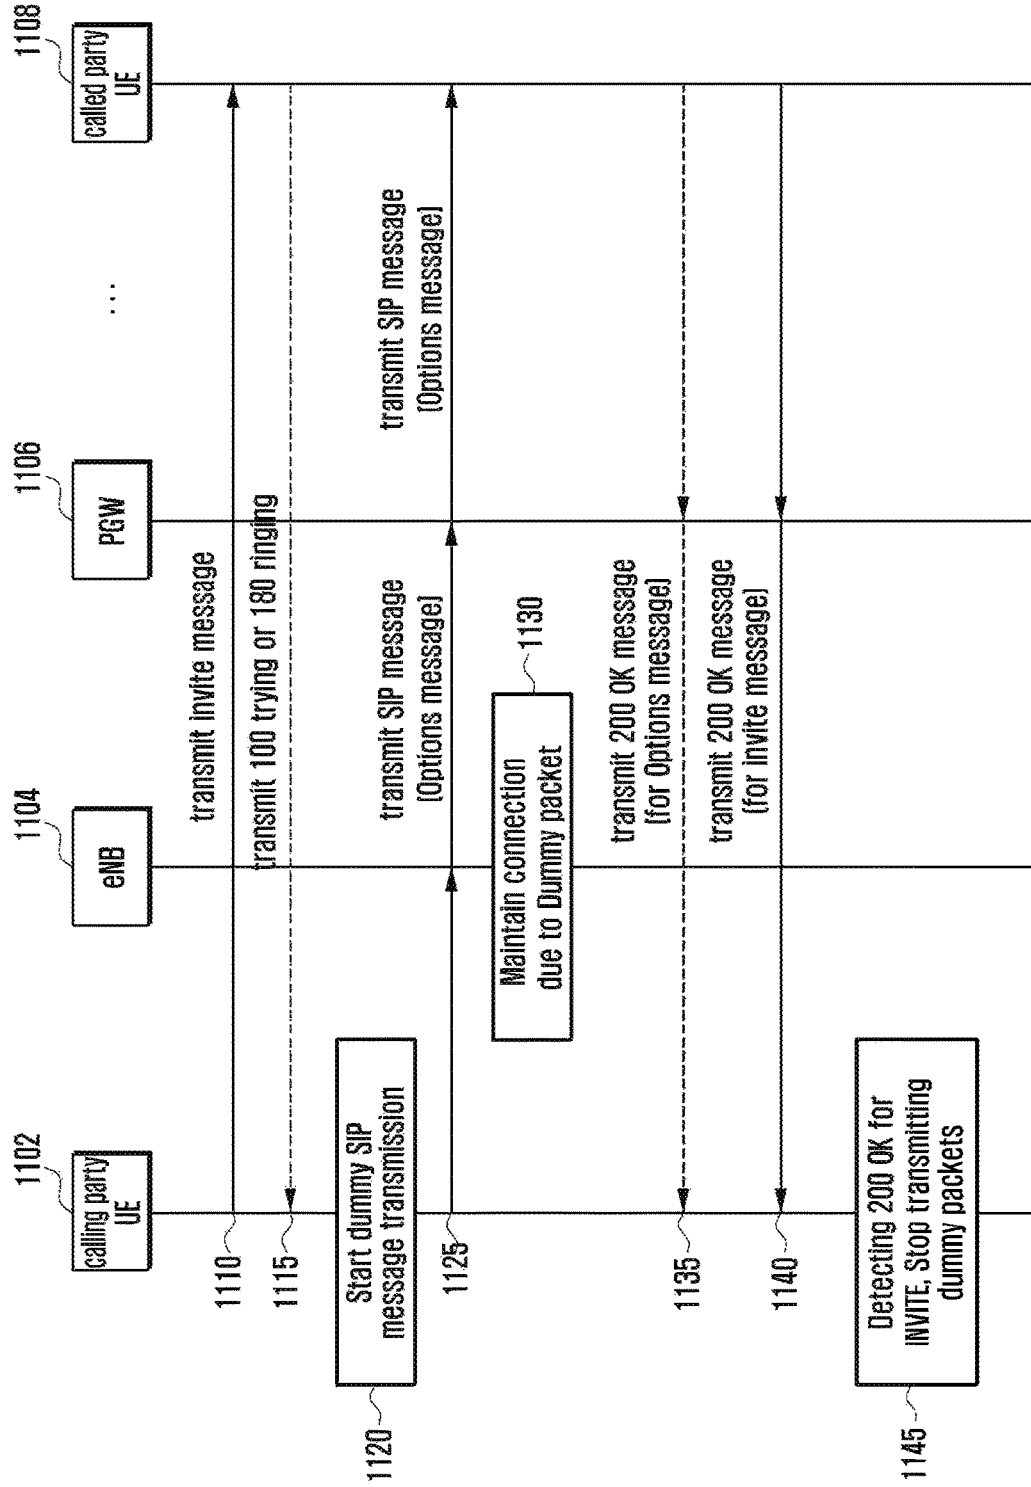 1102
1104
1106
1108
calling party
UE
eNB
PGW
...
called party
UE
transmit invite message
1110
transmit 100 trying or 180 ringing
1115
Start dummy SIP
message transmission
1120
transmit SIP message
(Options message)
transmit SIP message
(Options message)
1125
Maintain connection
due to Dummy packet
1130
transmit 200 OK message
(for Options message)
1135
transmit 200 OK message
(for invite message)
1140
Detecting 200 OK for
INVITE, Stop transmitting
dummy packets
1145